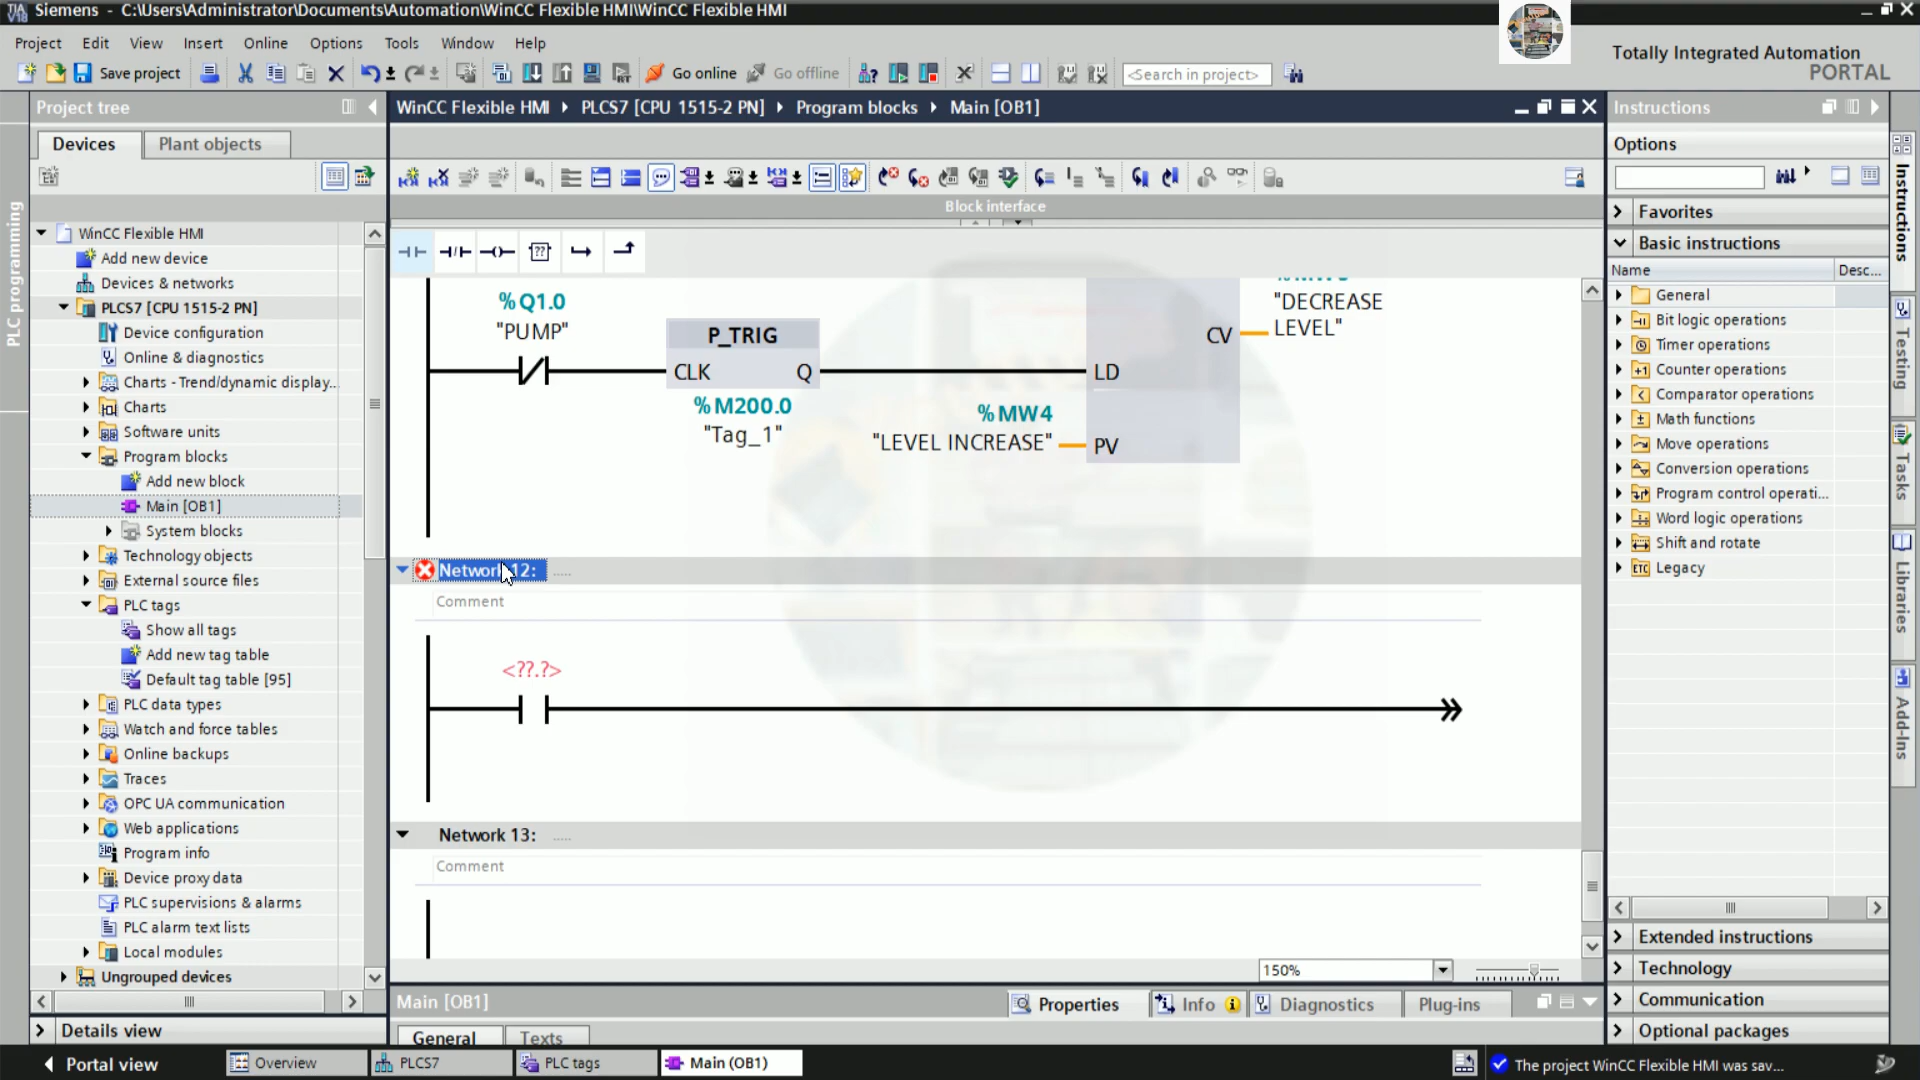 Siemens - C:\Users\Administrator\Documents\Automation\WinCC Flexible HMI\WinCC Flexible HMI
Project Edit View Insert Online Options Tools Window Help
Totally Integrated Automation
PORTAL
Save project
Go online
Go offline
<Search in project>
Project tree
WinCC Flexible HMI PLCS7 [CPU 1515-2 PN] Program blocks Main [OB1]
Instructions
Devices
Plant objects
Options
Block interface
PLC programming
WinCC Flexible HMI
Add new device
Devices & networks
PLCS7 [CPU 1515-2 PN]
Device configuration
Online & diagnostics
Charts - Trend/dynamic display...
Charts
Software units
Program blocks
Add new block
Main [OB1]
System blocks
Technology objects
External source files
PLC tags
Show all tags
Add new tag table
Default tag table [95]
PLC data types
Watch and force tables
Online backups
Traces
OPC UA communication
Web applications
Program info
Device proxy data
PLC supervisions & alarms
PLC alarm text lists
Local modules
Ungrouped devices
Details view
??
%Q1.0
"PUMP"
P_TRIG
CLK Q
%M200.0
"Tag_1"
"DECREASE
LEVEL"
CV
LD
%MW4
"LEVEL INCREASE"
PV
Network 12: .....
Comment
<??.?>
Network 13: .....
Comment
150%
Main [OB1]
Properties
Info
Diagnostics
Plug-ins
General
Texts
Favorites
Basic instructions
Name Desc...
General
Bit logic operations
Timer operations
Counter operations
Comparator operations
Math functions
Move operations
Conversion operations
Program control operati...
Word logic operations
Shift and rotate
Legacy
Extended instructions
Technology
Communication
Optional packages
Instructions
Testing
Tasks
Libraries
Add-Ins
Portal view
Overview
PLCS7
PLC tags
Main (OB1)
The project WinCC Flexible HMI was sav...